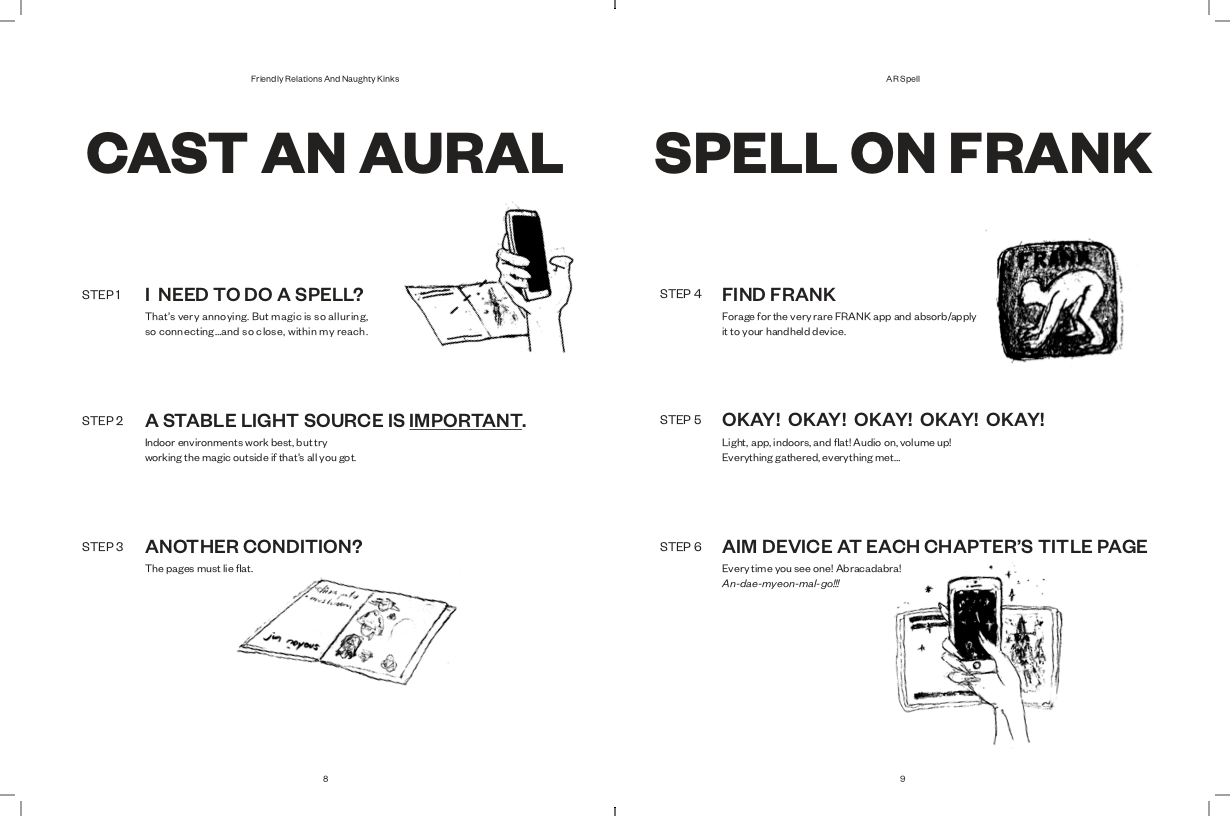 Friendly Relations And Naughty Kinks
CAST AN AURAL
STEP 1
I NEED TO DO A SPELL?
That's very annoying. But magic is so alluring,
so connecting...and so close, within my reach.
STEP 2
A STABLE LIGHT SOURCE IS IMPORTANT.
Indoor environments work best, but try
working the magic outside if that's all you got.
STEP 3
ANOTHER CONDITION?
The pages must lie flat.
8
AR Spell
SPELL ON FRANK
STEP 4
FIND FRANK
Forage for the very rare FRANK app and absorb/apply
it to your handheld device.
FRANK
STEP 5
OKAY! OKAY! OKAY! OKAY! OKAY!
Light, app, indoors, and flat! Audio on, volume up!
Everything gathered, everything met...
STEP 6
AIM DEVICE AT EACH CHAPTER'S TITLE PAGE
Every time you see one! Abracadabra!
An-dae-myeon-mal-go!!!
9